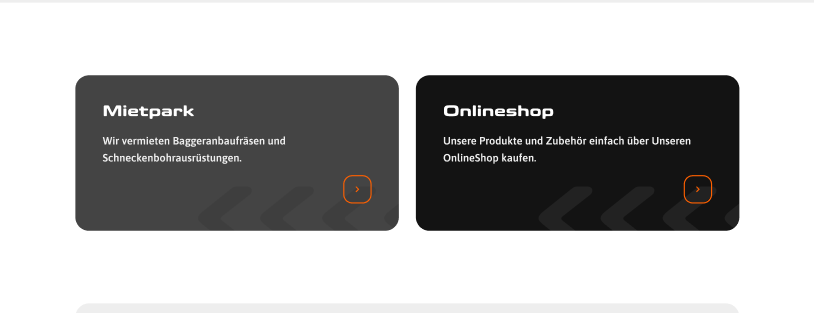 Mietpark
Wir vermieten Baggeranbaufräsen und
Schneckenbohrausrüstungen.
Onlineshop
Unsere Produkte und Zubehör einfach über Unseren
OnlineShop kaufen.